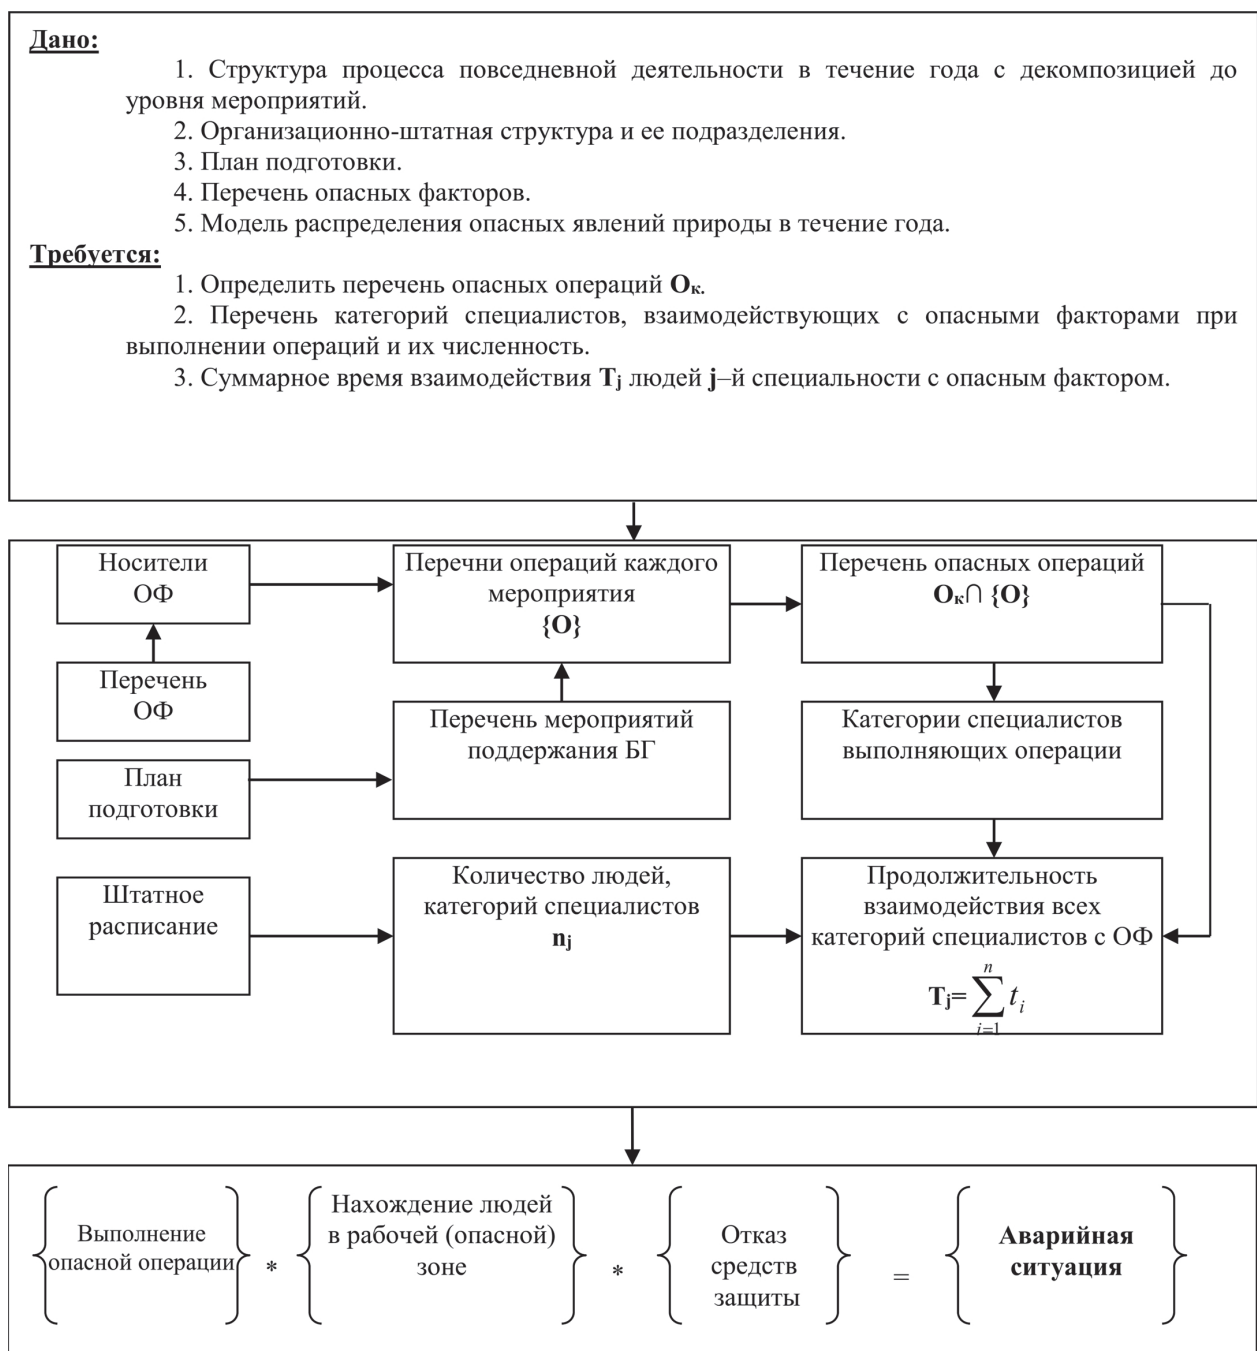 Дано:
1. Структура процесса повседневной деятельности в течение года с декомпозицией до
уровня мероприятий.
2. Организационно-штатная структура и ее подразделения.
3. План подготовки.
4. Перечень опасных факторов.
5. Модель распределения опасных явлений природы в течение года.
Требуется:
1. Определить перечень опасных операций Oк.
2. Перечень категорий специалистов, взаимодействующих с опасными факторами при
выполнении операций и их численность.
3. Суммарное время взаимодействия Tj людей j–й специальности с опасным фактором.
Носители
ОФ
Перечни операций каждого
мероприятия
{O}
Перечень опасных операций
Oк∩ {O}
Перечень
ОФ
Перечень мероприятий
поддержания БГ
Категории специалистов
выполняющих операции
План
подготовки
Штатное
расписание
Количество людей,
категорий специалистов
nj
Продолжительность
взаимодействия всех
категорий специалистов с ОФ
Tj= n∑i=1 ti
{Выполнение
опасной операции}
*
{Нахождение людей
в рабочей (опасной)
зоне}
*
{Отказ
средств
защиты}
=
{Аварийная
ситуация}